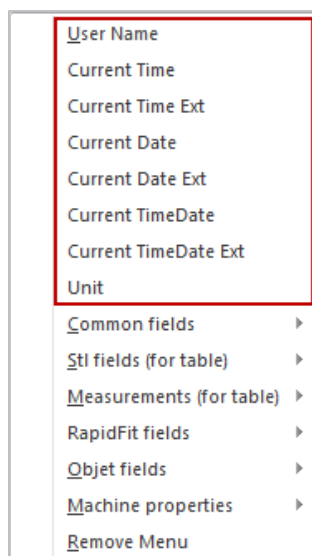 User Name
Current Time
Current Time Ext
Current Date
Current Date Ext
Current TimeDate
Current TimeDate Ext
Unit
Common fields
Stl fields (for table)
Measurements (for table)
RapidFit fields
Objet fields
Machine properties
Remove Menu